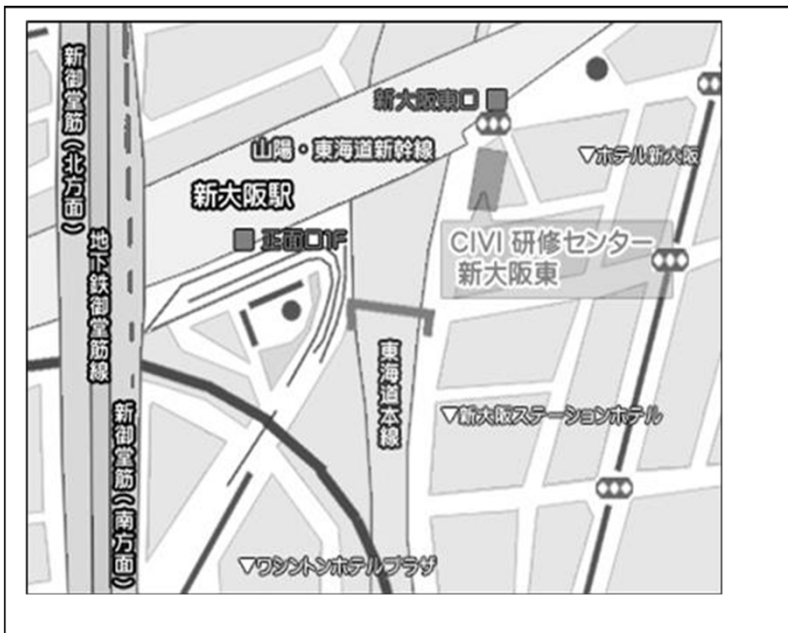 新御堂筋(北方面)
地下鉄御堂筋線
新御堂筋(南方面)
新大阪東口
山陽・東海道新幹線
新大阪駅
正面口1F
▽ホテル新大阪
CIVI 研修センター
新大阪東
東海道本線
▽新大阪ステーションホテル
▽ワシントンホテルプラザ